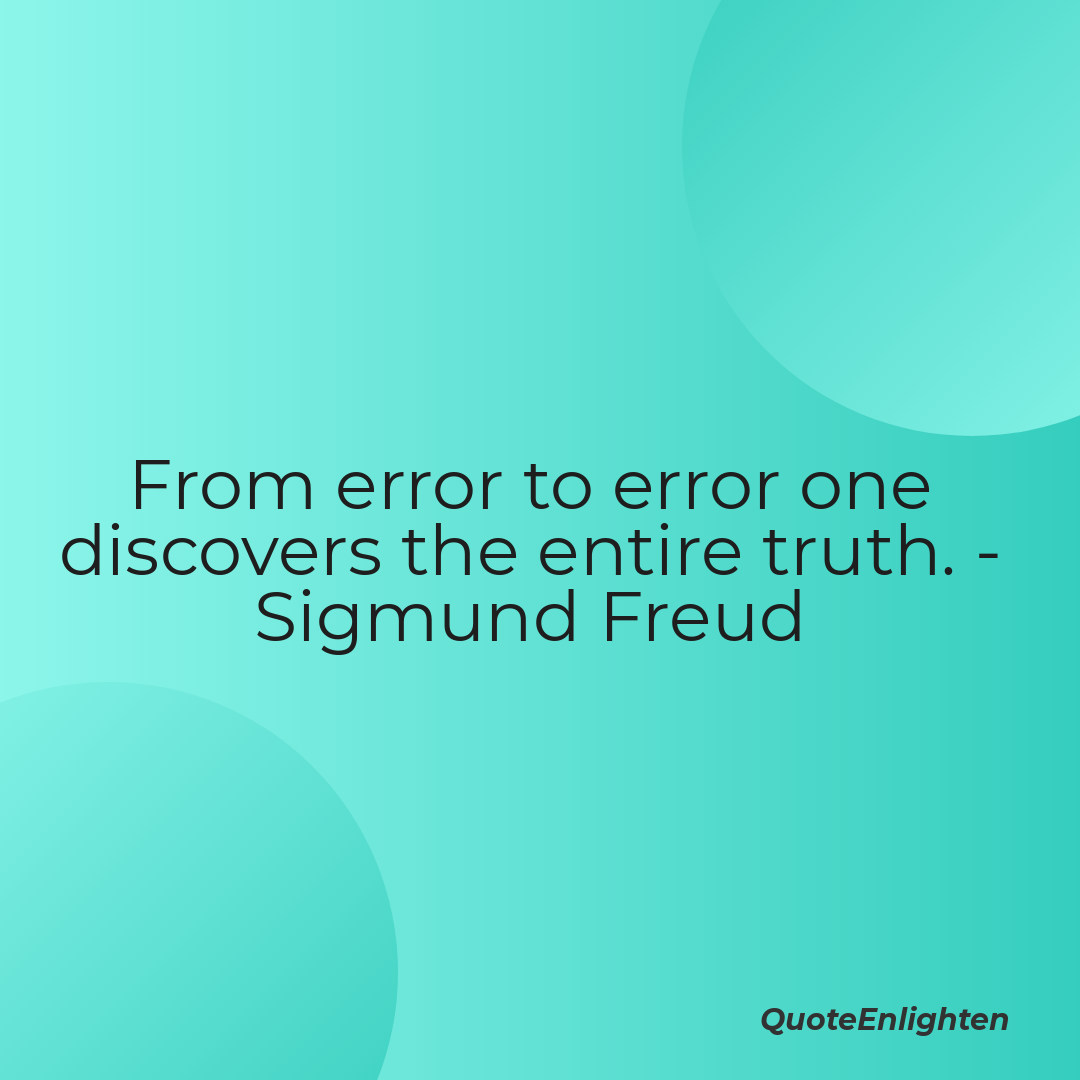 From error to error one
discovers the entire truth. -
Sigmund Freud
QuoteEnlighten